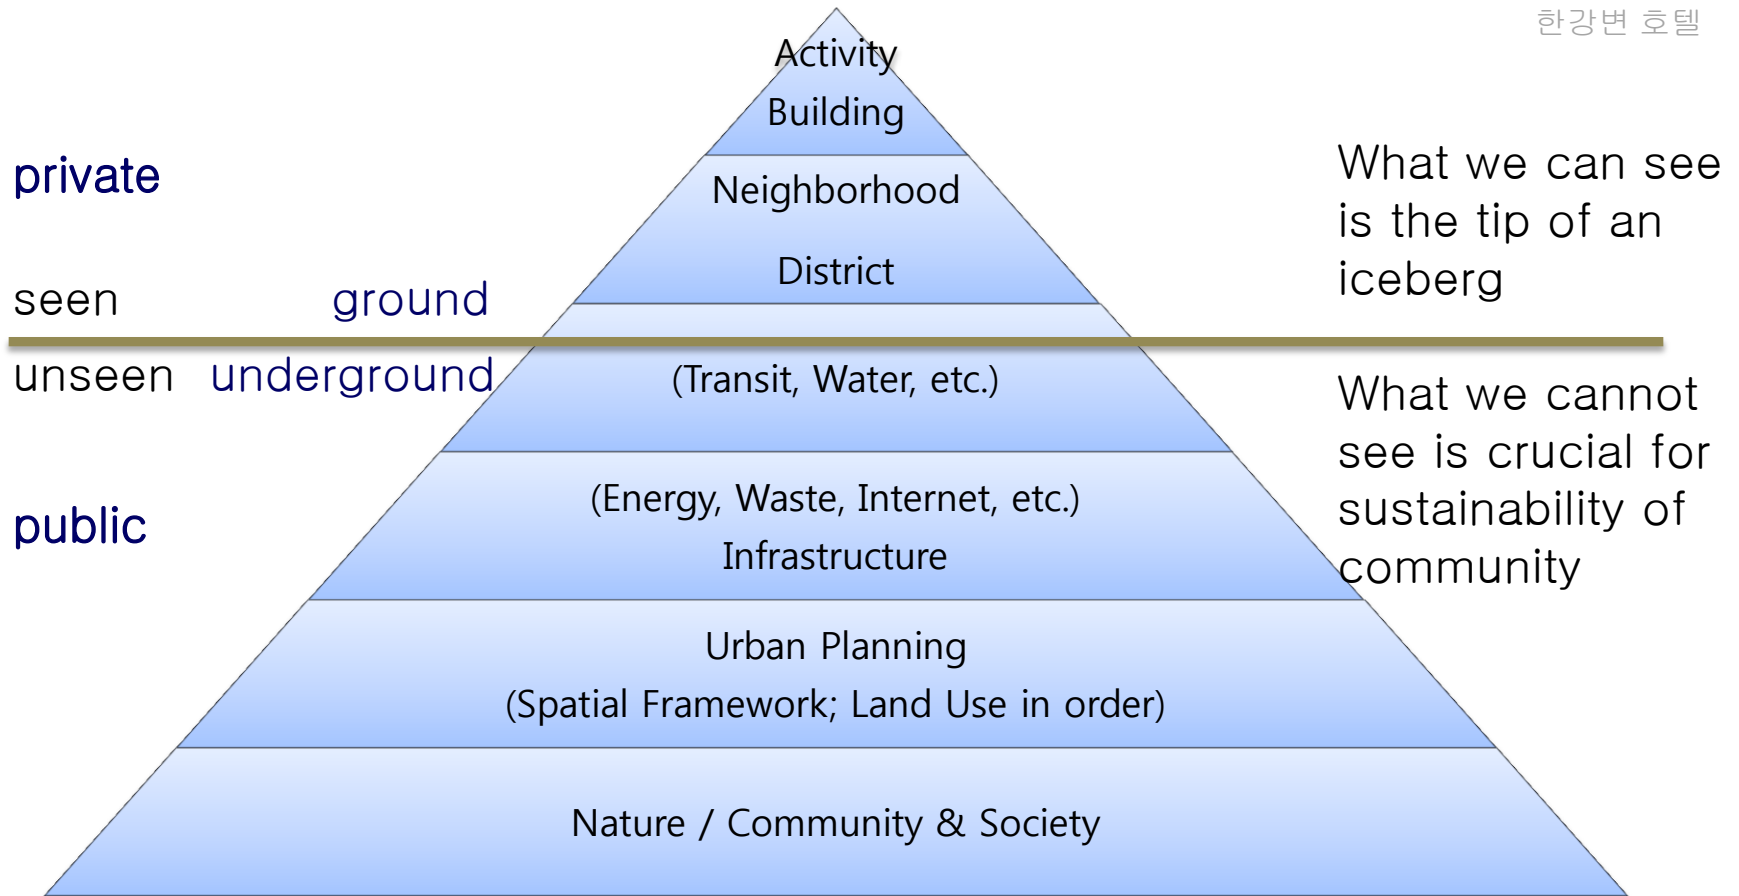 한강변 호텔
Activity
Building
private
Neighborhood
District
seen
ground
What we can see
is the tip of an
iceberg
unseen
underground
(Transit, Water, etc.)
public
(Energy, Waste, Internet, etc.)
Infrastructure
What we cannot
see is crucial for
sustainability of
community
Urban Planning
(Spatial Framework; Land Use in order)
Nature / Community & Society